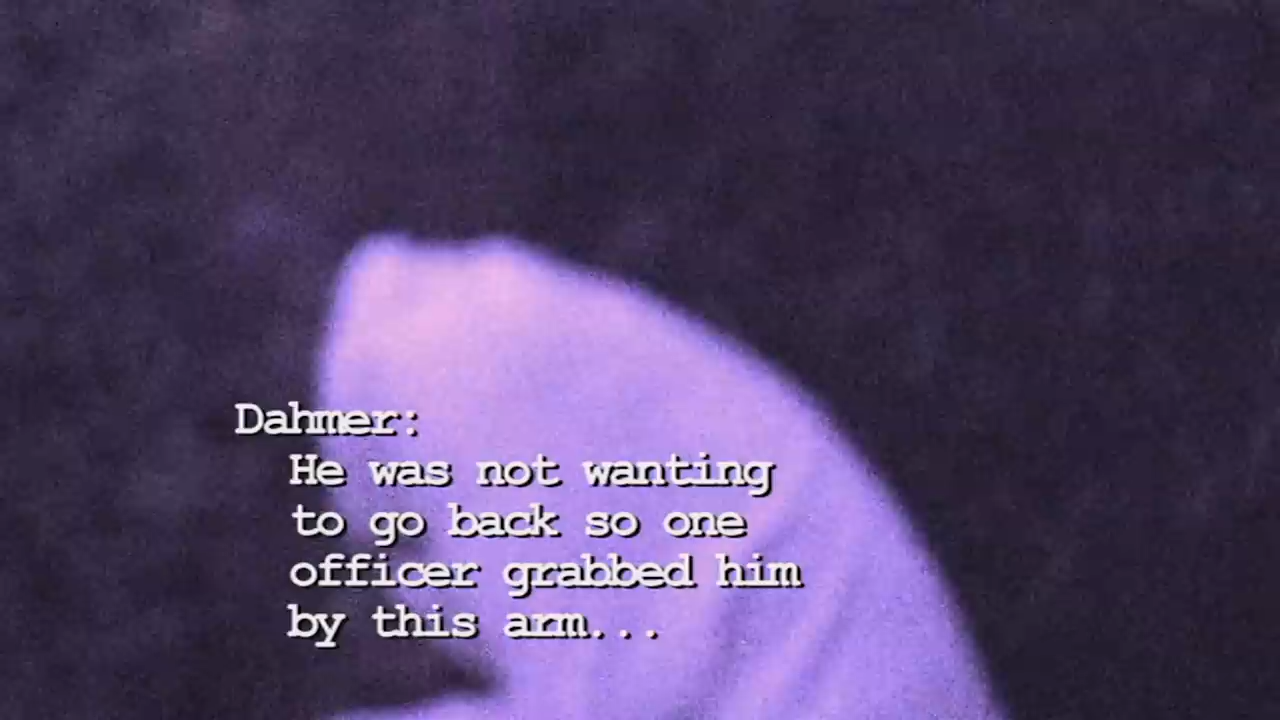 Dahmer:
He was not wanting
to go back so one
officer grabbed him
by this arm...